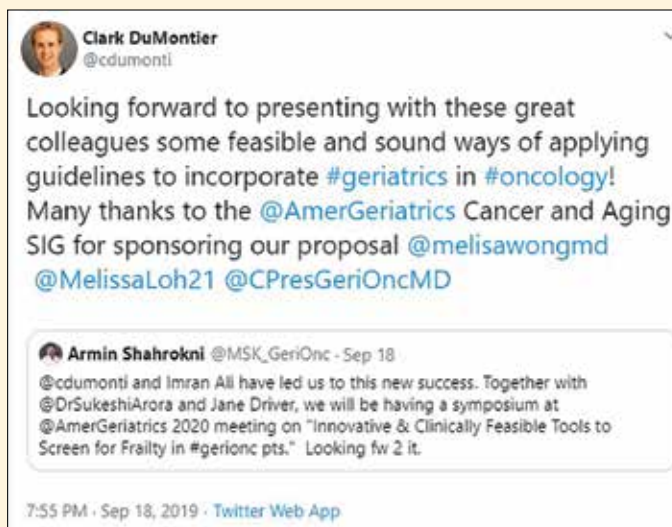 Clark DuMontier
@cdumonti
Looking forward to presenting with these great
colleagues some feasible and sound ways of applying
guidelines to incorporate #geriatrics in #oncology!
Many thanks to the @AmerGeriatrics Cancer and Aging
SIG for sponsoring our proposal @melisawongmd
@MelissaLoh21 @CPresGeriOncMD
Armin Shahrokni @MSK_GeriOnc · Sep 18
@cdumonti and Imran Ali have led us to this new success. Together with
@DrSukeshiArora and Jane Driver, we will be having a symposium at
@AmerGeriatrics 2020 meeting on "Innovative & Clinically Feasible Tools to
Screen for Frailty in #gerionc pts." Looking fw 2 it.
7:55 PM · Sep 18, 2019 · Twitter Web App